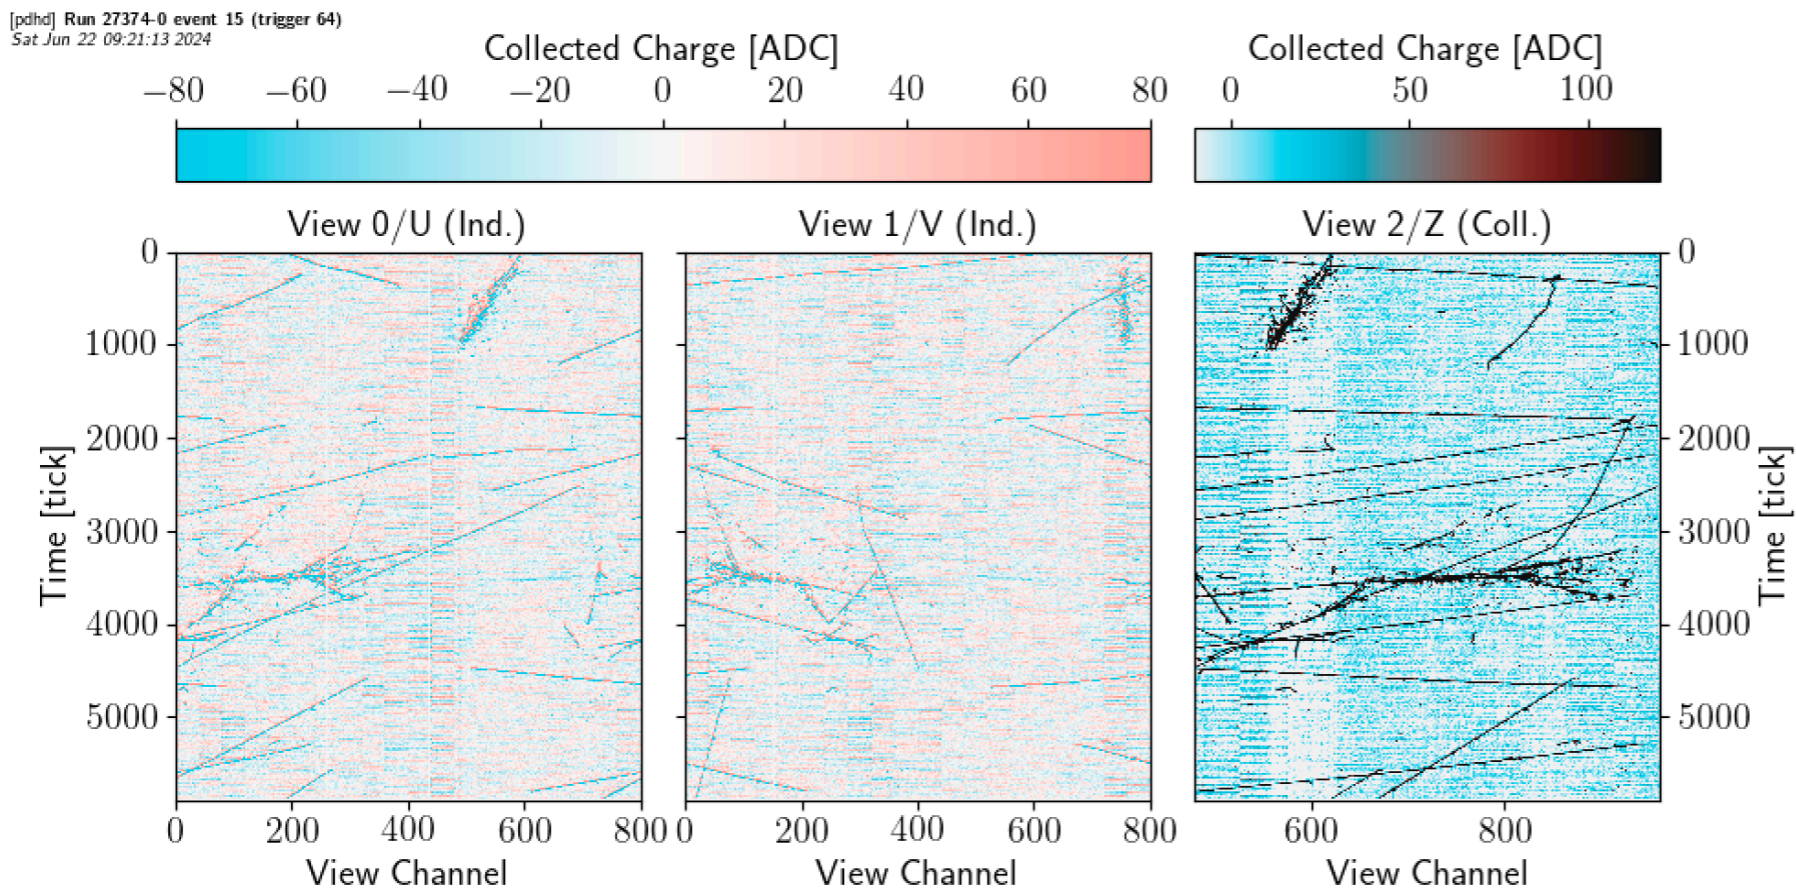 [pdhd] Run 27374-0 event 15 (trigger 64)
Sat Jun 22 09:21:13 2024
Collected Charge [ADC]
−80 −60 −40 −20 0 20 40 60 80
Collected Charge [ADC]
0 50 100
View 0/U (Ind.)
View 1/V (Ind.)
View 2/Z (Coll.)
Time [tick]
0
1000
2000
3000
4000
5000
0 200 400 600 800
View Channel
0 200 400 600 800
View Channel
600 800
View Channel
0
1000
2000
3000
4000
5000
Time [tick]